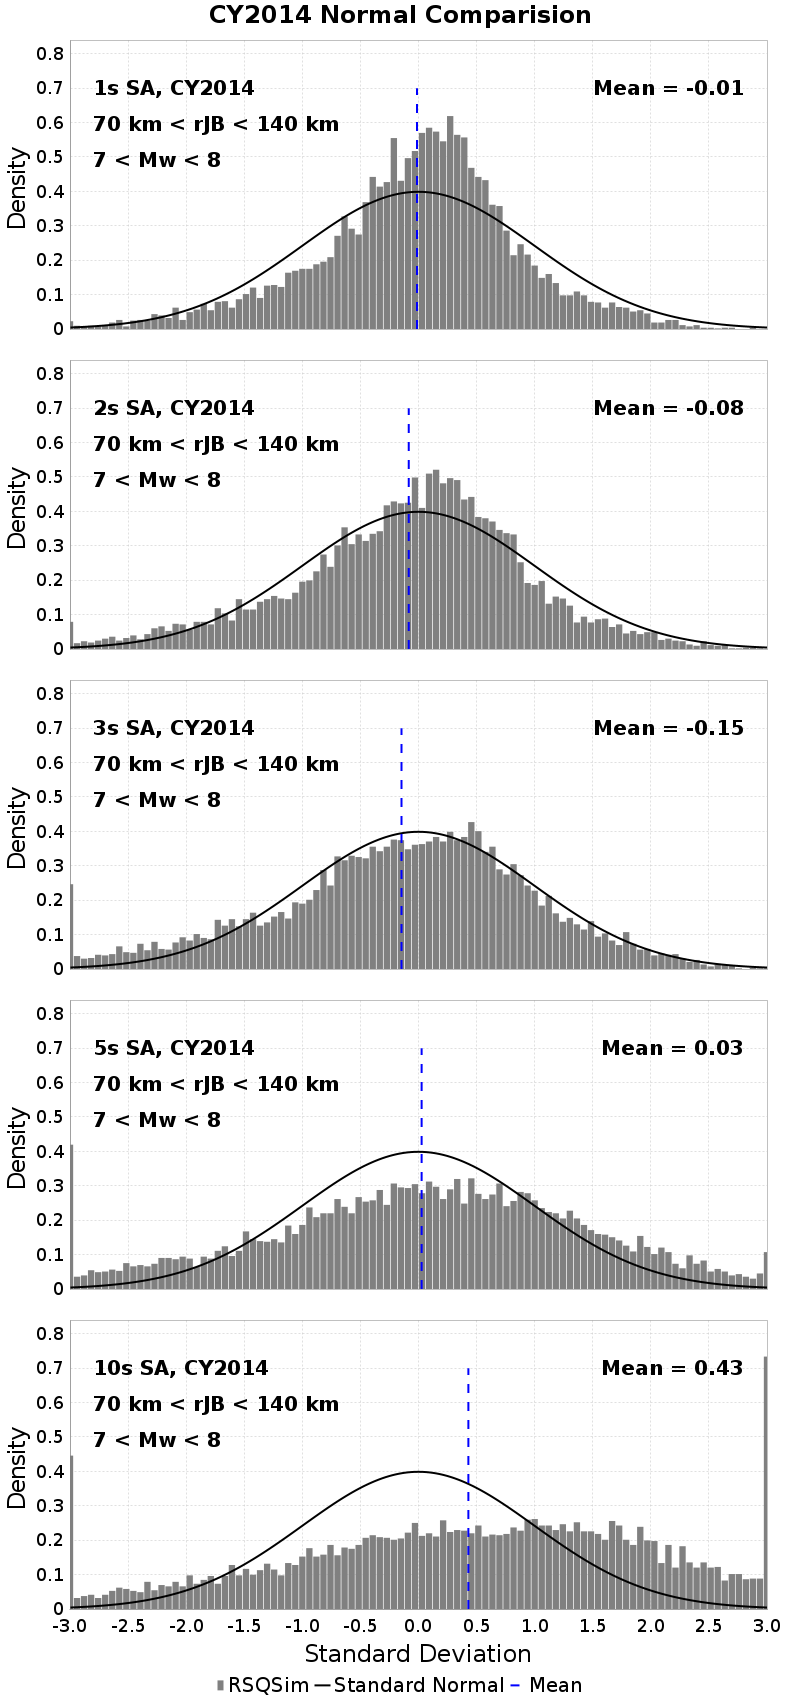 CY2014 Normal Comparision
0.8
0.7
0.6
0.5
0.4
0.3
0.2
0.1
0
Density
1s SA, CY2014
Mean = -0.01
70 km < rJB < 140 km
7 < Mw < 8
0.8
0.7
0.6
0.5
0.4
0.3
0.2
0.1
0
Density
2s SA, CY2014
Mean = -0.08
70 km < rJB < 140 km
7 < Mw < 8
0.8
0.7
0.6
0.5
0.4
0.3
0.2
0.1
0
Density
3s SA, CY2014
Mean = -0.15
70 km < rJB < 140 km
7 < Mw < 8
0.8
0.7
0.6
0.5
0.4
0.3
0.2
0.1
0
Density
5s SA, CY2014
Mean = 0.03
70 km < rJB < 140 km
7 < Mw < 8
0.8
0.7
0.6
0.5
0.4
0.3
0.2
0.1
0
Density
10s SA, CY2014
Mean = 0.43
70 km < rJB < 140 km
7 < Mw < 8
-3.0 -2.5 -2.0 -1.5 -1.0 -0.5 0.0 0.5 1.0 1.5 2.0 2.5 3.0
Standard Deviation
RSQSim Standard Normal Mean